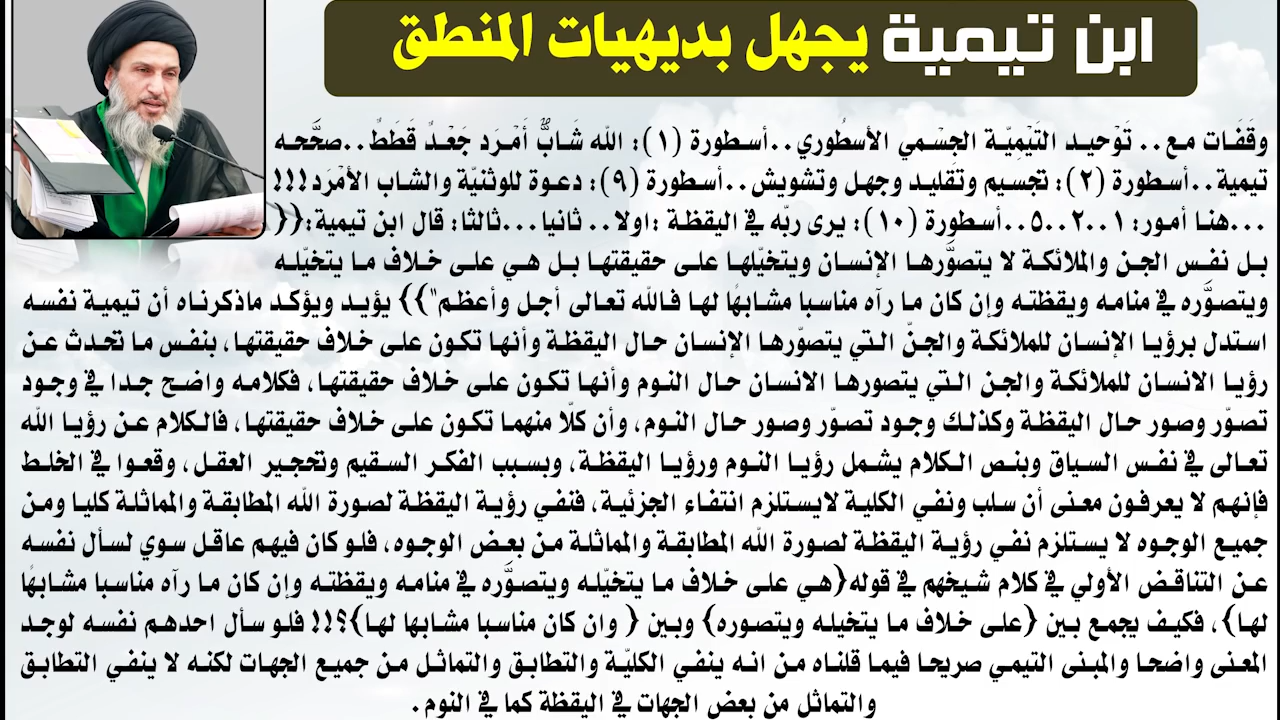 ابن تيمية يجهل بديهيات المنطق
وقَفَات مع.. تَوْحيد التَيْمِيّة الجِسْمي الأسطُوري..أسطورة (١): الله شَابٌّ أَمْرَد جَعْدٌ قَطَطٌ..صحَّحه
تيمية..أسطورة (٢): تجسيم وتقليد وجهل وتشويش..أسطورة (٩): دعوة للوثنيّة والشاب الأَمْرَد!!!
...هنا أمور: ١..٢..٥..أسطورة (١٠): يرى ربّه في اليقظة :اولا.. ثانيا...ثالثا: قال ابن تيمية:{{
بل نفس الجن والملائكة لا يتصوَّرها الإنسان ويتخيّلها على حقيقتها بل هي على خلاف ما يتخيّله
ويتصوَّره في منامه ويقظته وإن كان ما رآه مناسبا مشابهًا لها فالله تعالى أجل وأعظم"}} يؤيد ويؤكد ماذكرناه أن تيمية نفسه
استدل برؤيا الإنسان للملائكة والجنّ التي يتصوّرها الإنسان حال اليقظة وأنها تكون على خلاف حقيقتها، بنفس ما تحدث عن
رؤيا الانسان للملائكة والجن التي يتصورها الانسان حال النوم وأنها تكون على خلاف حقيقتها، فكلامه واضح جدا في وجود
تصوّر وصور حال اليقظة وكذلك وجود تصوّر وصور حال النوم، وأن كلّا منهما تكون على خلاف حقيقتها، فالكلام عن رؤيا الله
تعالى في نفس السياق وبنص الكلام يشمل رؤيا النوم ورؤيا اليقظة، وبسبب الفكر السقيم وتحجير العقل، وقعوا في الخلط
فإنهم لا يعرفون معنى أن سلب ونفي الكلية لايستلزم انتفاء الجزئية، فنفي رؤية اليقظة لصورة الله المطابقة والمماثلة كليا ومن
جميع الوجوه لا يستلزم نفي رؤية اليقظة لصورة الله المطابقة والمماثلة من بعض الوجوه، فلو كان فيهم عاقل سوي لسأل نفسه
عن التناقض الأولي في كلام شيخهم في قوله{هي على خلاف ما يتخيّله ويتصوَّره في منامه ويقظته وإن كان ما رآه مناسبا مشابهًا
لها}، فكيف يجمع بين {على خلاف ما يتخيله ويتصوره} وبين { وان كان مناسبا مشابها لها}؟!! فلو سأل احدهم نفسه لوجد
المعنى واضحا والمبنى التيمي صريحا فيما قلناه من انه ينفي الكليّة والتطابق والتماثل من جميع الجهات لكنه لا ينفي التطابق
والتماثل من بعض الجهات في اليقظة كما في النوم.